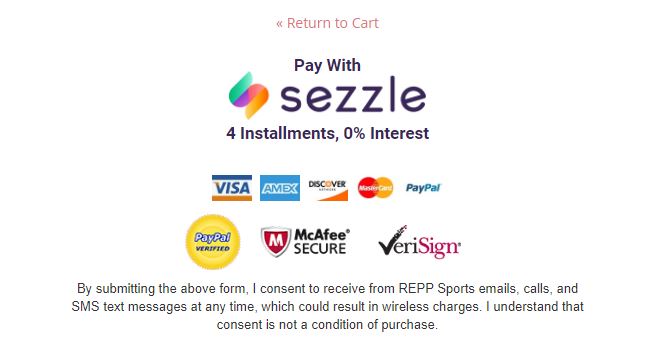 « Return to Cart
Pay With
sezzle
4 Installments, 0% Interest
VISA AMEX DISCOVER NETWORK MasterCard PayPal
PayPal VERIFIED McAfee SECURE VeriSign
By submitting the above form, I consent to receive from REPP Sports emails, calls, and
SMS text messages at any time, which could result in wireless charges. I understand that
consent is not a condition of purchase.